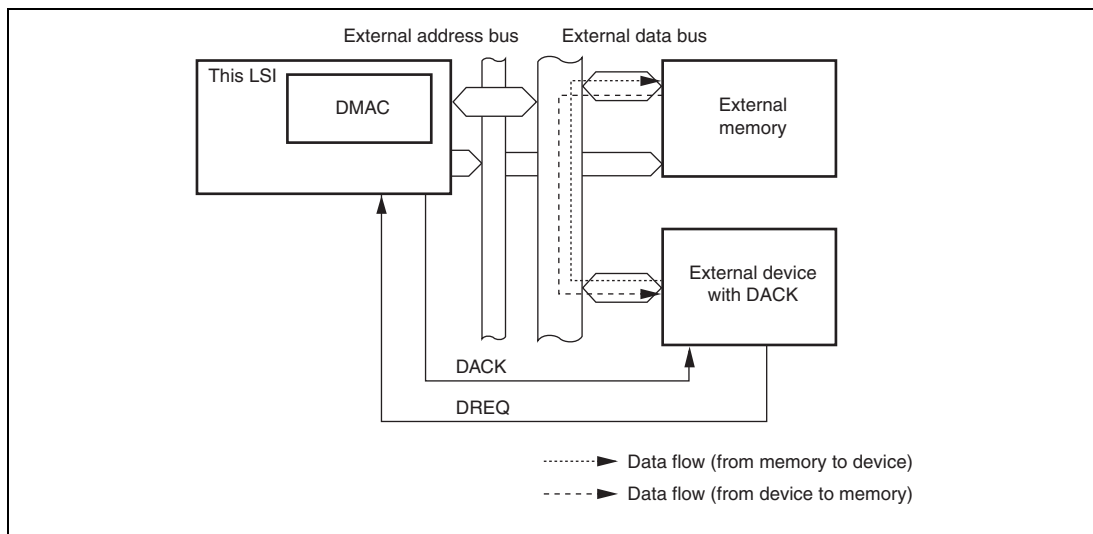 External address bus
External data bus
This LSI
DMAC
External
memory
External device
with DACK
DACK
DREQ
Data flow (from memory to device)
Data flow (from device to memory)